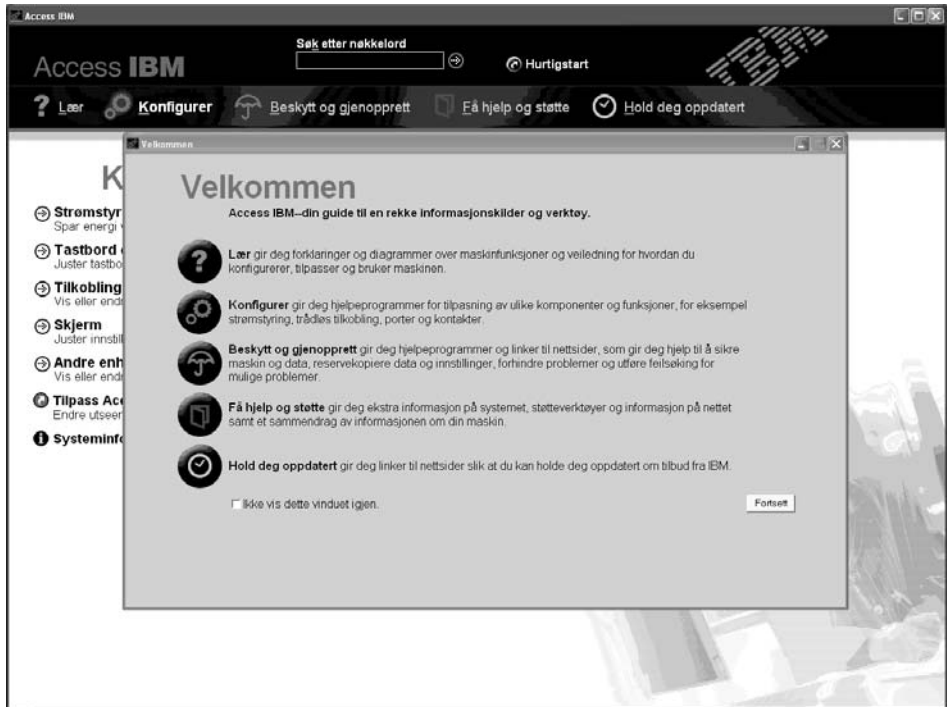 Access IBM
Søk etter nøkkelord
Access IBM
Hurtigstart
IBM
? Lær
Konfigurer
Beskytt og gjenopprett
Få hjelp og støtte
Hold deg oppdatert
Velkommen
K
Strømstyr
Spar energi v
Tastbord
Juster tastbo
Tilkobling
Vis eller endr
Skjerm
Juster innstill
Andre enh
Vis eller endr
Tilpass Acc
Endre utseer
Systeminfo
Velkommen
Access IBM--din guide til en rekke informasjonskilder og verktøy.
Lær gir deg forklaringer og diagrammer over maskinfunksjoner og veiledning for hvordan du
konfigurerer, tilpasser og bruker maskinen.
Konfigurer gir deg hjelpeprogrammer for tilpasning av ulike komponenter og funksjoner, for eksempel
strømstyring, trådløs tilkobling, porter og kontakter.
Beskytt og gjenopprett gir deg hjelpeprogrammer og linker til nettsider, som gir deg hjelp til å sikre
maskin og data, reservekopiere data og innstillinger, forhindre problemer og utføre feilsøking for
mulige problemer.
Få hjelp og støtte gir deg ekstra informasjon på systemet, støtteverktøyer og informasjon på nettet
samt et sammendrag av informasjonen om din maskin.
Hold deg oppdatert gir deg linker til nettsider slik at du kan holde deg oppdatert om tilbud fra IBM.
Ikke vis dette vinduet igjen.
Fortsett